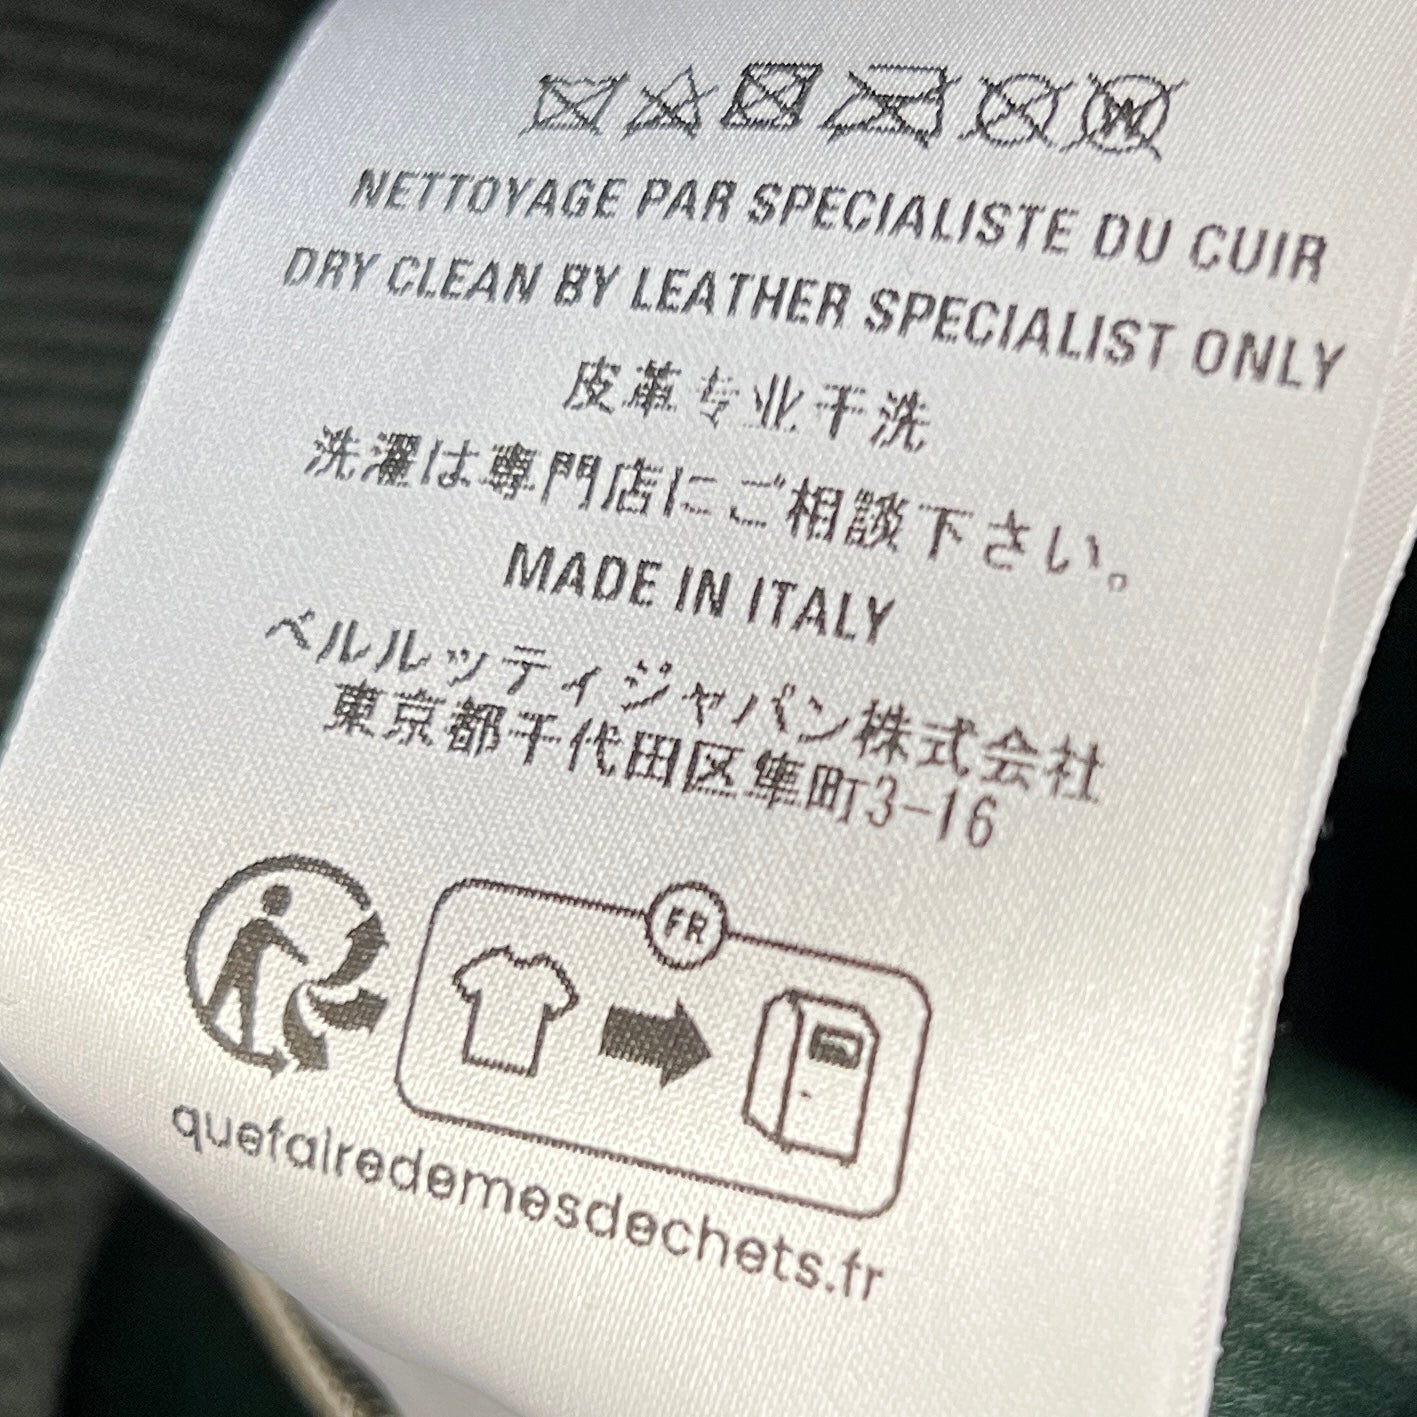 W
NETTOYAGE PAR SPECIALISTE DU CUIR
DRY CLEAN BY LEATHER SPECIALIST ONLY
皮革专业干洗
洗濯は専門店にご相談下さい。
MADE IN ITALY
ベルルッティジャパン株式会社
東京都千代田区隼町3-16
FR
quefairedemesdechets.fr